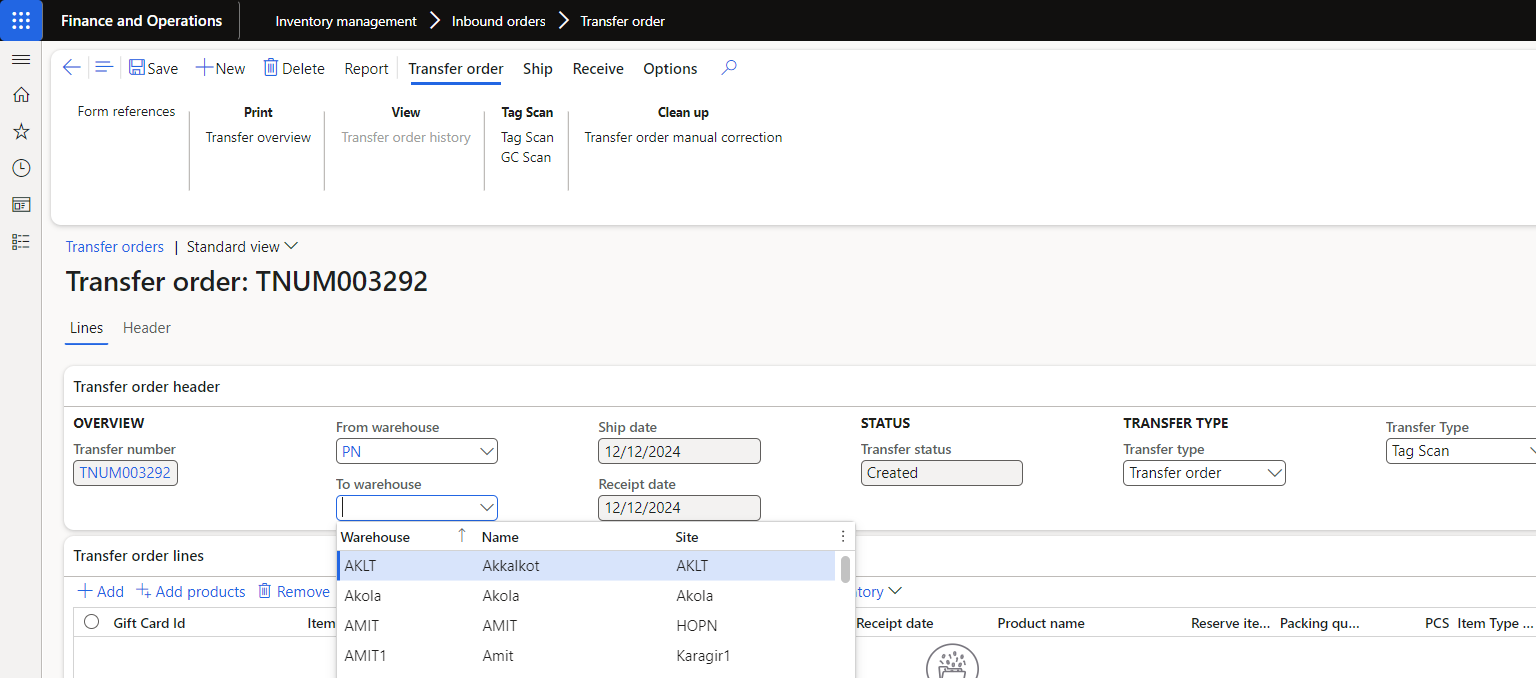 Finance and Operations
Inventory management > Inbound orders > Transfer order
Save New Delete Report Transfer order Ship Receive Options
Form references Print View Tag Scan Clean up
Transfer overview Transfer order history Tag Scan Transfer order manual correction
GC Scan
Transfer orders | Standard view
Transfer order: TNUM003292
Lines Header
Transfer order header
OVERVIEW From warehouse Ship date STATUS TRANSFER TYPE Transfer Type
Transfer number PN 12/12/2024 Transfer status Transfer type Tag Scan
TNUM003292 To warehouse Receipt date Created Transfer order
12/12/2024
Warehouse Name Site
Transfer order lines
AKLT Akkalkot AKLT
Add Add products Remove Akola Akola Akola tory
Gift Card Id Item AMIT AMIT HOPN Receipt date Product name Reserve ite... Packing qu... PCS Item Type ...
AMIT1 Amit Karagir1